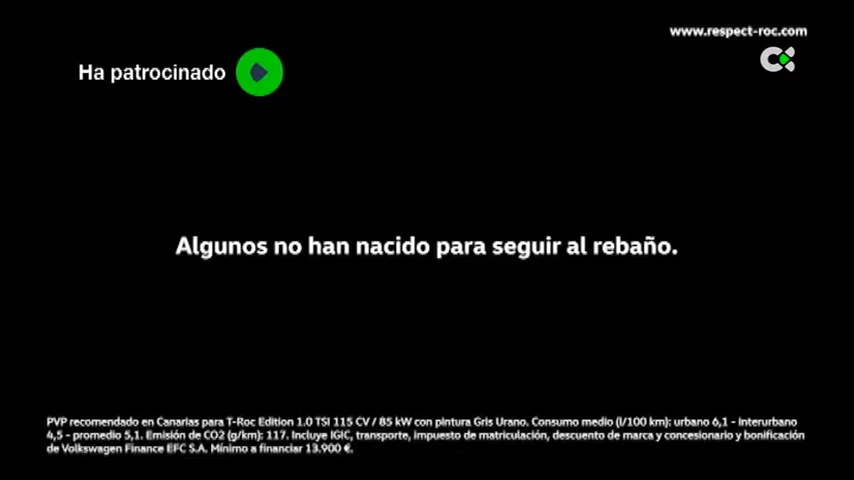 www.respect-roc.com
Ha patrocinado
Algunos no han nacido para seguir al rebaño.
PVP recomendado en Canarias para T-Roc Edition 1.0 TSI 115 CV / 85 kW con pintura Gris Urano. Consumo medio (l/100 km): urbano 6,1 - interurbano
4,5 - promedio 5,1. Emisión de CO2 (g/km): 117. Incluye IGIC, transporte, impuesto de matriculación, descuento de marca y concesionario y bonificación
de Volkswagen Finance EFC S.A. Mínimo a financiar 13.900 €.